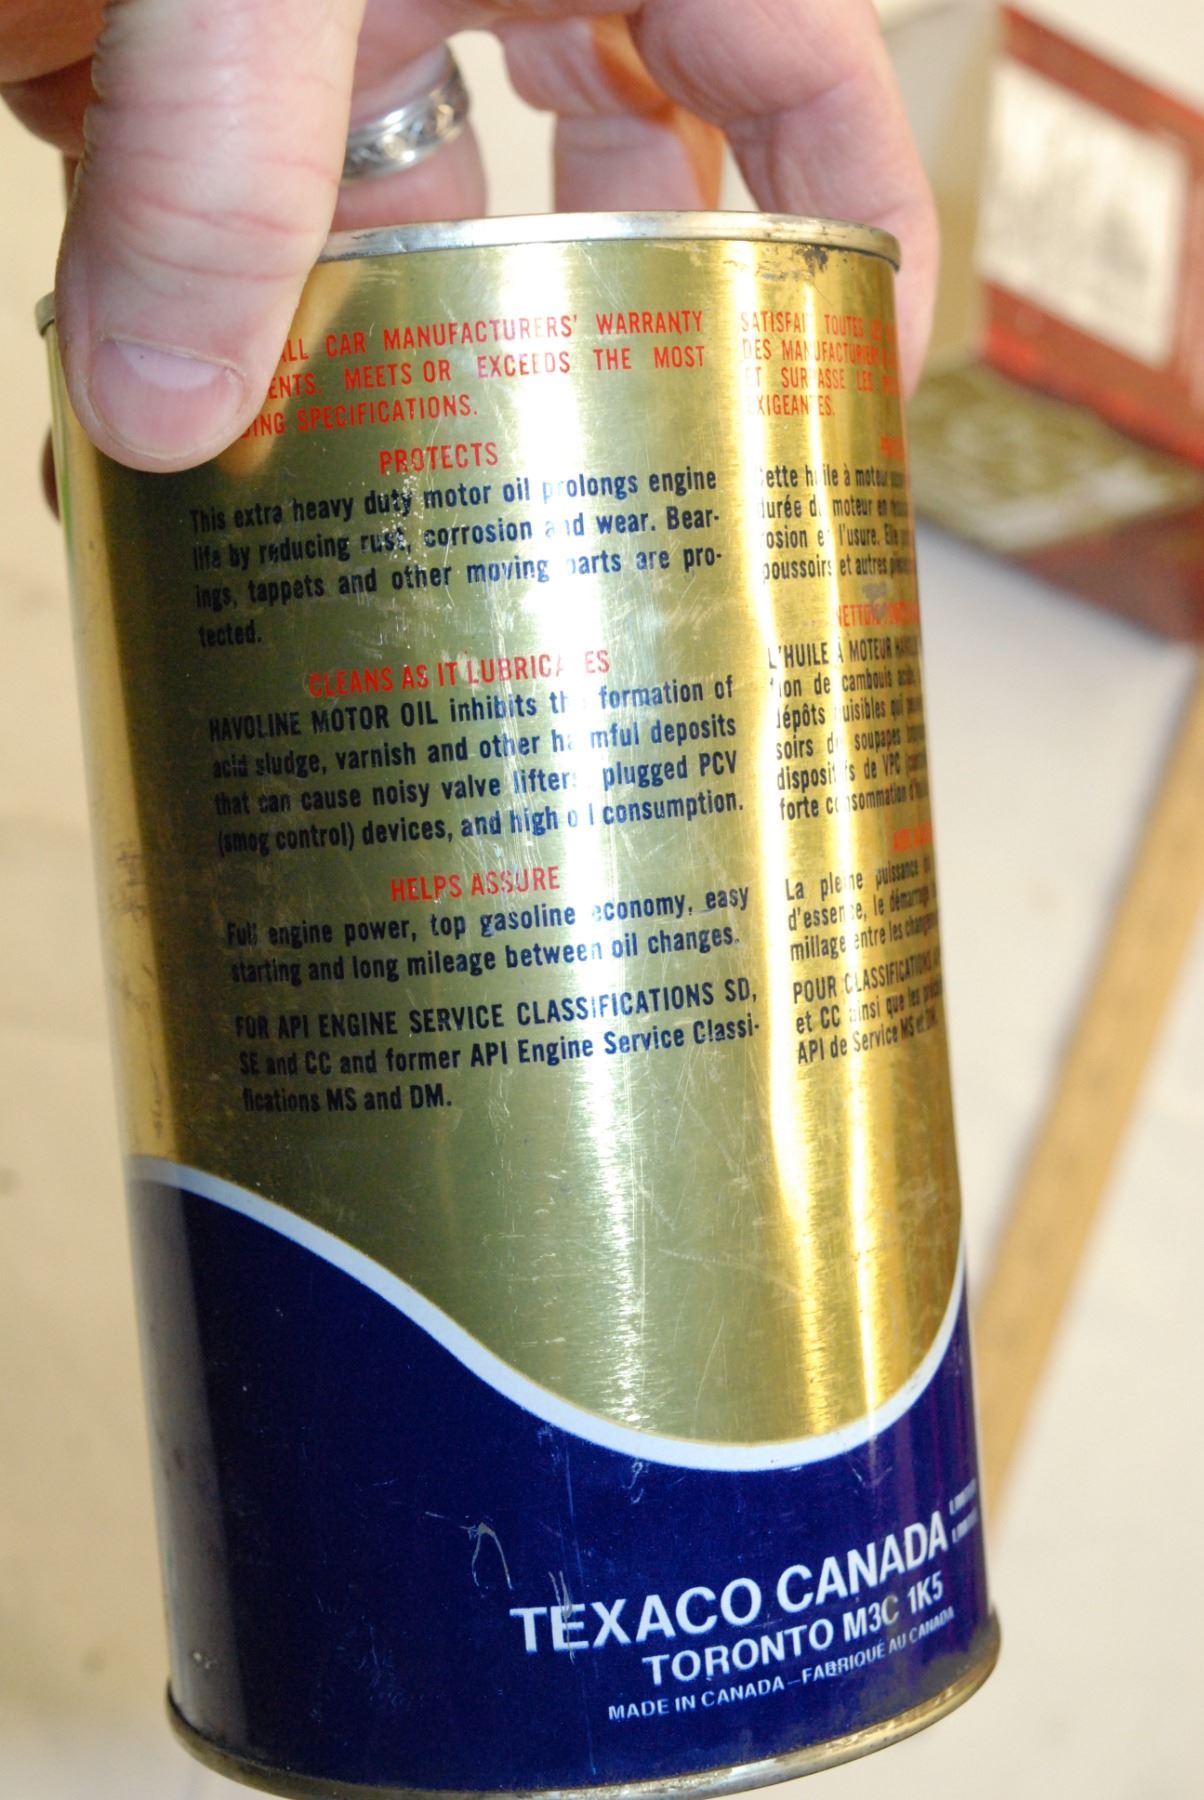 ALL CAR MANUFACTURERS' WARRANTY
MEETS OR EXCEEDS THE MOST
SPECIFICATIONS.
PROTECTS
This extra heavy duty motor oil prolongs engine
life by reducing rust, corrosion and wear. Bear-
ings, tappets and other moving parts are pro-
tected.
CLEANS AS IT LUBRICATES
HAVOLINE MOTOR OIL inhibits the formation of
acid sludge, varnish and other harmful deposits
that can cause noisy valve lifters, plugged PCV
(smog control) devices, and high oil consumption.
HELPS ASSURE
Full engine power, top gasoline economy, easy
starting and long mileage between oil changes.
FOR API ENGINE SERVICE CLASSIFICATIONS SD,
SE and CC and former API Engine Service Classi-
fications MS and DM.
SATISFAIT TOUTES
DES MANUFACTURIERS
ET SURPASSE LES
EXIGEANTES.
Cette huile à moteur
durée du moteur en
rosion et l'usure. Elle
poussoirs et autres
L'HUILE À MOTEUR
tion de cambouis acide,
dépôts nuisibles qui
soirs de soupapes
dispositifs de VPC
forte consommation
La pleine puissance
d'essence, le démarrage
millage entre les
POUR CLASSIFICATIONS
et CC ainsi que les
API de Service MS et DM.
TEXACO CANADA
TORONTO M3C 1K5
MADE IN CANADA–FABRIQUÉ AU CANADA